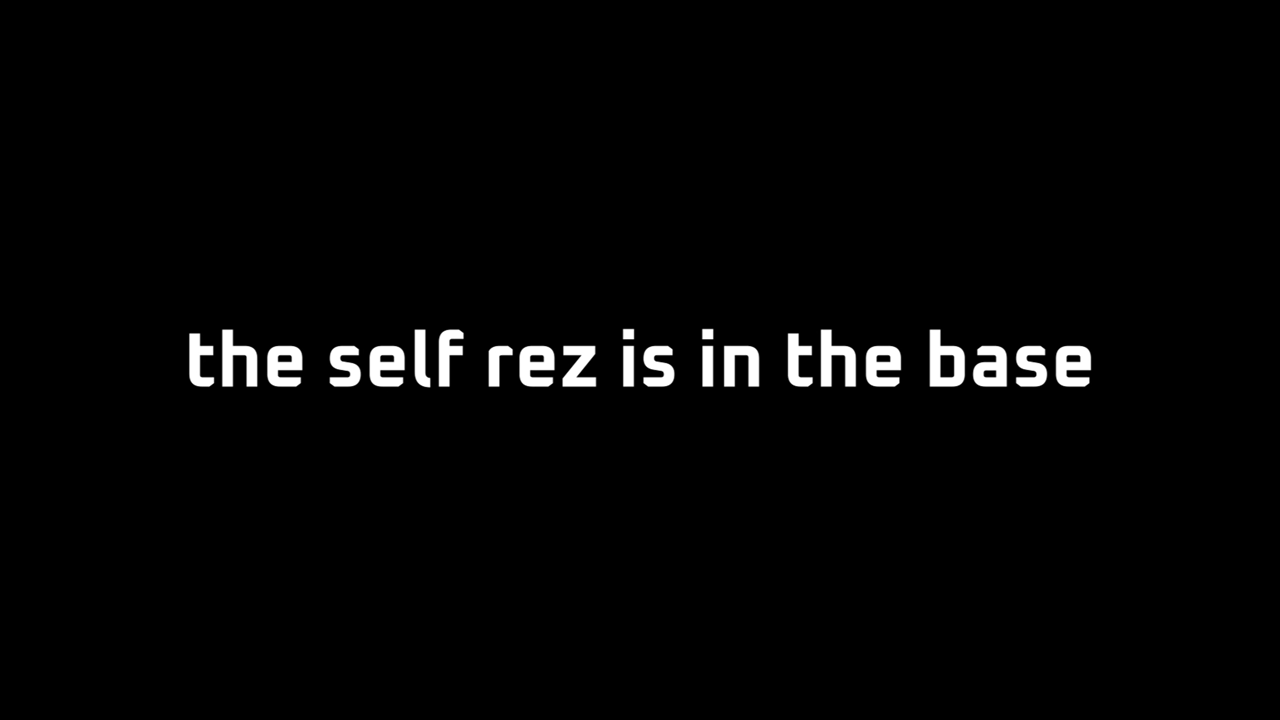 the self rez is in the base